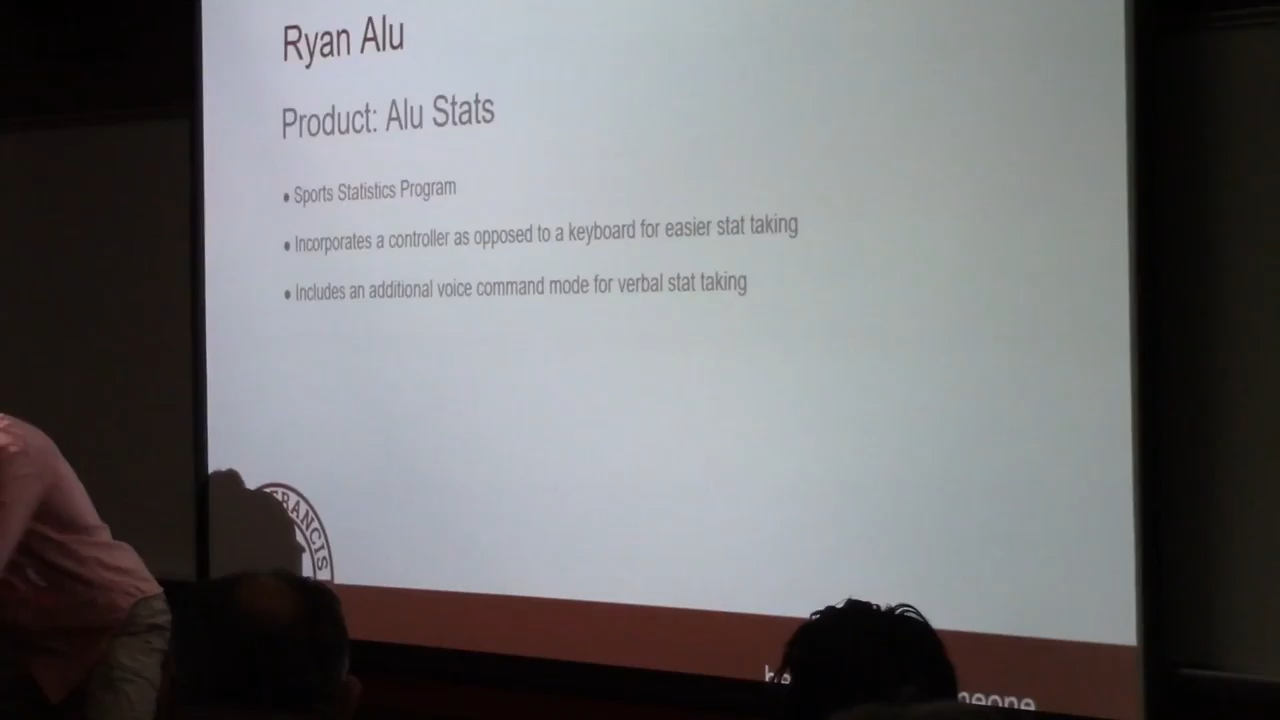 Ryan Alu
Product: Alu Stats
• Sports Statistics Program
• Incorporates a controller as opposed to a keyboard for easier stat taking
• Includes an additional voice command mode for verbal stat taking
FRANCIS